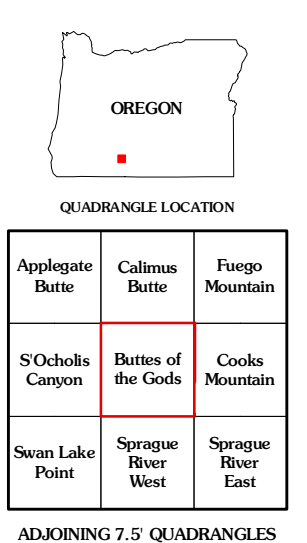 OREGON
QUADRANGLE LOCATION
Applegate
Butte
Calimus
Butte
Fuego
Mountain
S'Ocholis
Canyon
Buttes of
the Gods
Cooks
Mountain
Swan Lake
Point
Sprague
River
West
Sprague
River
East
ADJOINING 7.5' QUADRANGLES